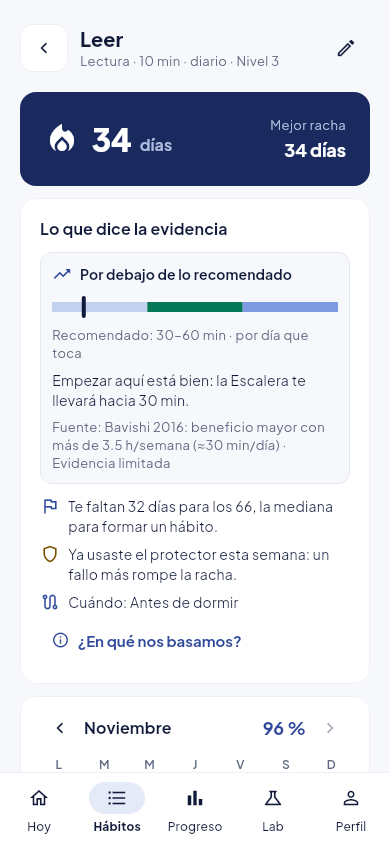 Leer
Lectura · 10 min · diario · Nivel 3
34 días
Mejor racha
34 días
Lo que dice la evidencia
Por debajo de lo recomendado
Recomendado: 30–60 min · por día que
toca
Empezar aquí está bien: la Escalera te
llevará hacia 30 min.
Fuente: Bavishi 2016: beneficio mayor con
más de 3.5 h/semana (≈30 min/día) ·
Evidencia limitada
Te faltan 32 días para los 66, la mediana
para formar un hábito.
Ya usaste el protector esta semana: un
fallo más rompe la racha.
Cuándo: Antes de dormir
¿En qué nos basamos?
Noviembre
96 %
L M M J V S D
Hoy Hábitos Progreso Lab Perfil